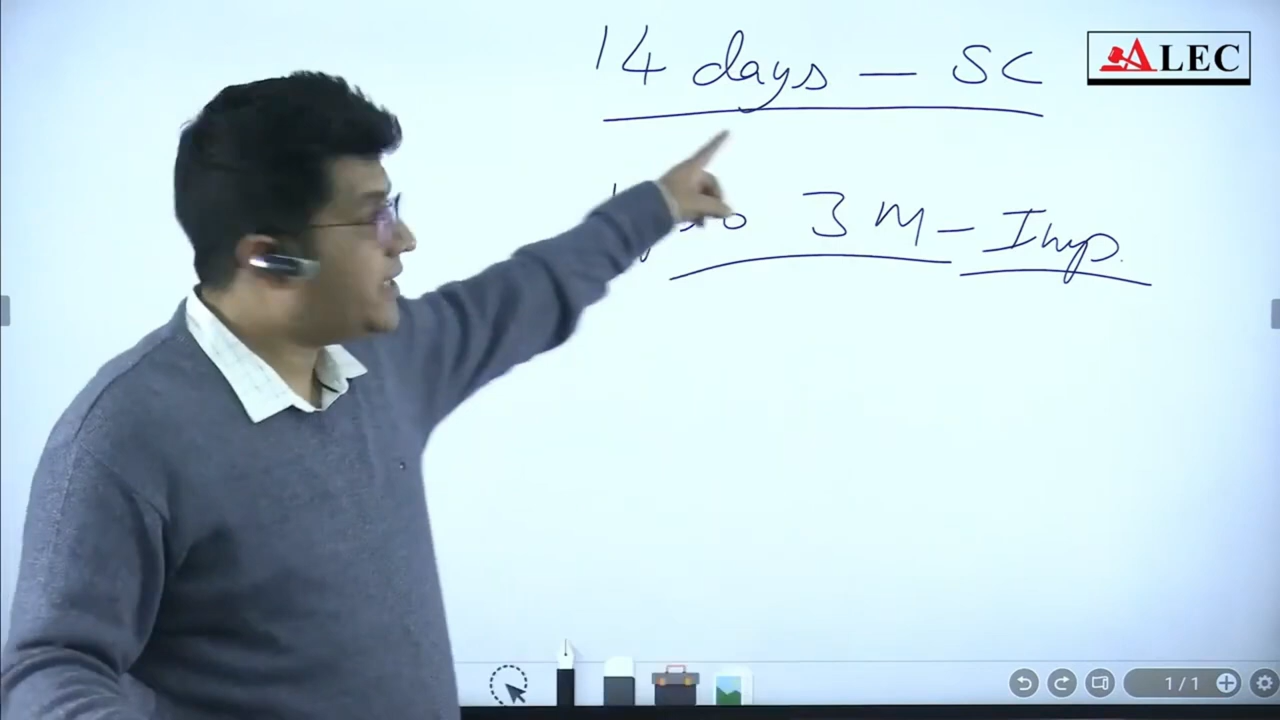 14 days — SC
ALEC
3 M — Imp.
1/1